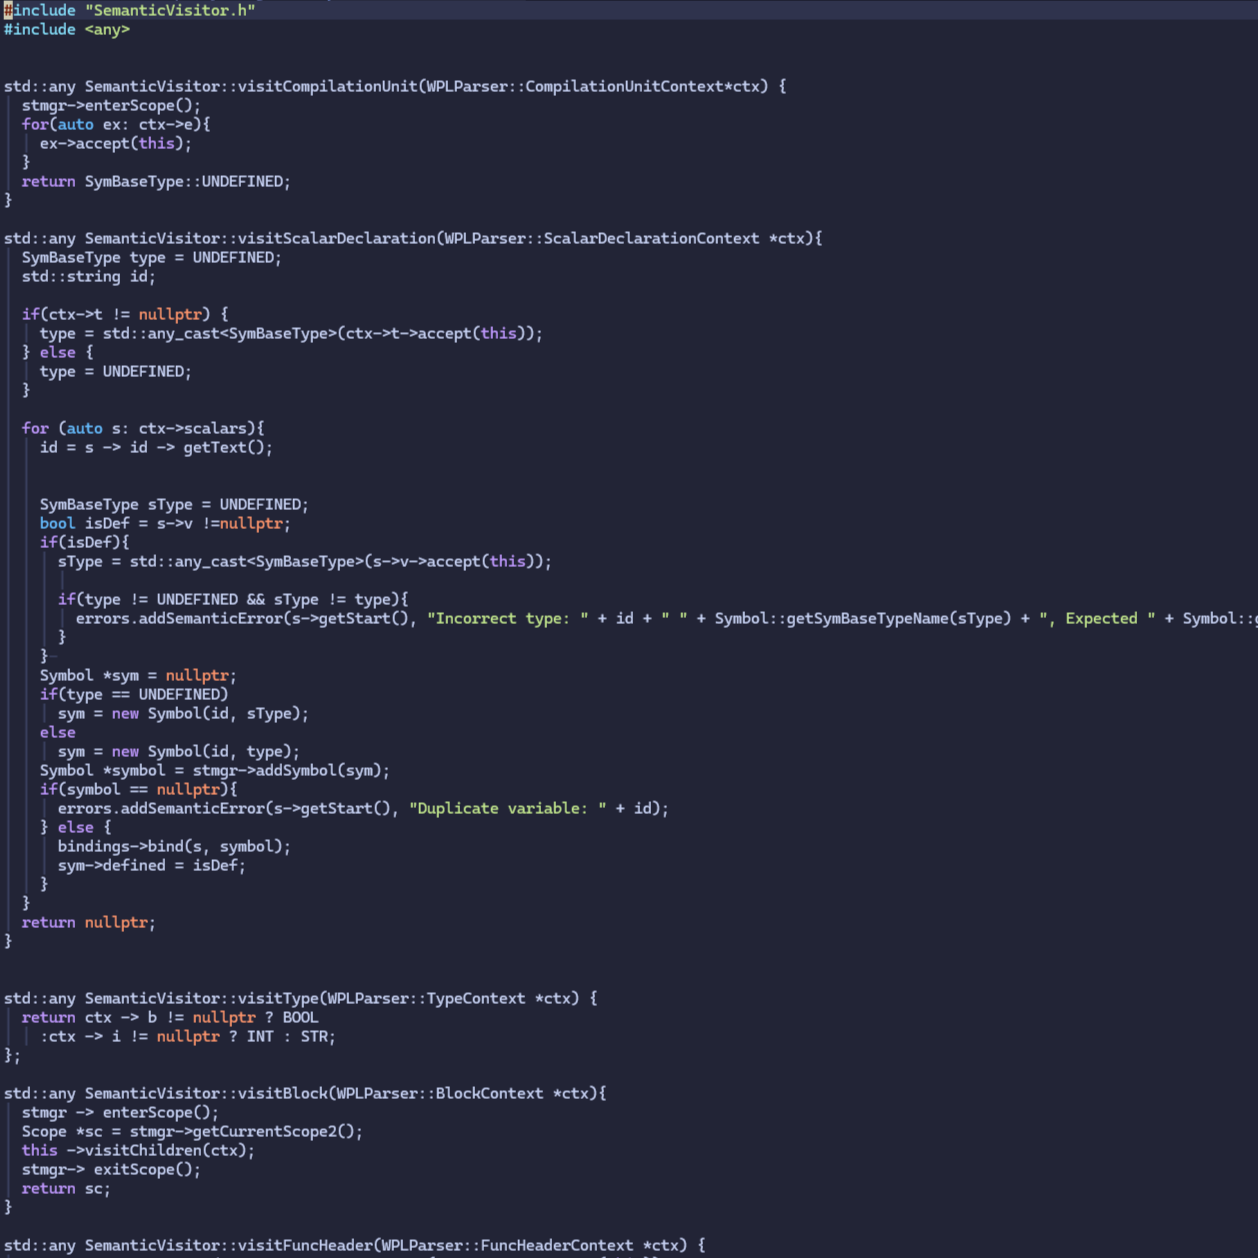 #include "SemanticVisitor.h"
#include <any>
std::any SemanticVisitor::visitCompilationUnit(WPLParser::CompilationUnitContext*ctx) {
stmgr->enterScope();
for(auto ex: ctx->e){
ex->accept(this);
}
return SymBaseType::UNDEFINED;
}
std::any SemanticVisitor::visitScalarDeclaration(WPLParser::ScalarDeclarationContext *ctx){
SymBaseType type = UNDEFINED;
std::string id;
if(ctx->t != nullptr) {
type = std::any_cast<SymBaseType>(ctx->t->accept(this));
} else {
type = UNDEFINED;
}
for (auto s: ctx->scalars){
id = s -> id -> getText();
SymBaseType sType = UNDEFINED;
bool isDef = s->v !=nullptr;
if(isDef){
sType = std::any_cast<SymBaseType>(s->v->accept(this));
if(type != UNDEFINED && sType != type){
errors.addSemanticError(s->getStart(), "Incorrect type: " + id + " " + Symbol::getSymBaseTypeName(sType) + ", Expected " + Symbol::
}
}
Symbol *sym = nullptr;
if(type == UNDEFINED)
sym = new Symbol(id, sType);
else
sym = new Symbol(id, type);
Symbol *symbol = stmgr->addSymbol(sym);
if(symbol == nullptr){
errors.addSemanticError(s->getStart(), "Duplicate variable: " + id);
} else {
bindings->bind(s, symbol);
sym->defined = isDef;
}
}
return nullptr;
}
std::any SemanticVisitor::visitType(WPLParser::TypeContext *ctx) {
return ctx -> b != nullptr ? BOOL
:ctx -> i != nullptr ? INT : STR;
};
std::any SemanticVisitor::visitBlock(WPLParser::BlockContext *ctx){
stmgr -> enterScope();
Scope *sc = stmgr->getCurrentScope2();
this ->visitChildren(ctx);
stmgr-> exitScope();
return sc;
}
std::any SemanticVisitor::visitFuncHeader(WPLParser::FuncHeaderContext *ctx) {